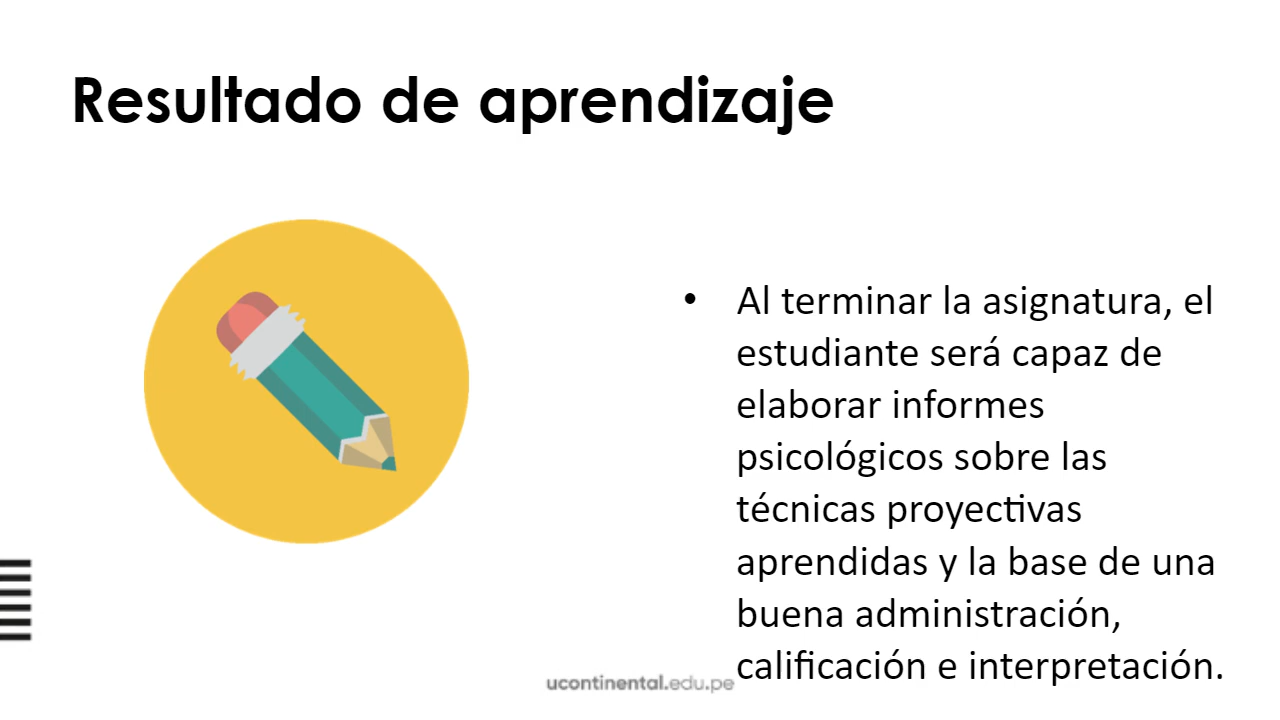 Resultado de aprendizaje
• Al terminar la asignatura, el
estudiante será capaz de
elaborar informes
psicológicos sobre las
técnicas proyectivas
aprendidas y la base de una
buena administración,
calificación e interpretación.
ucontinental.edu.pe